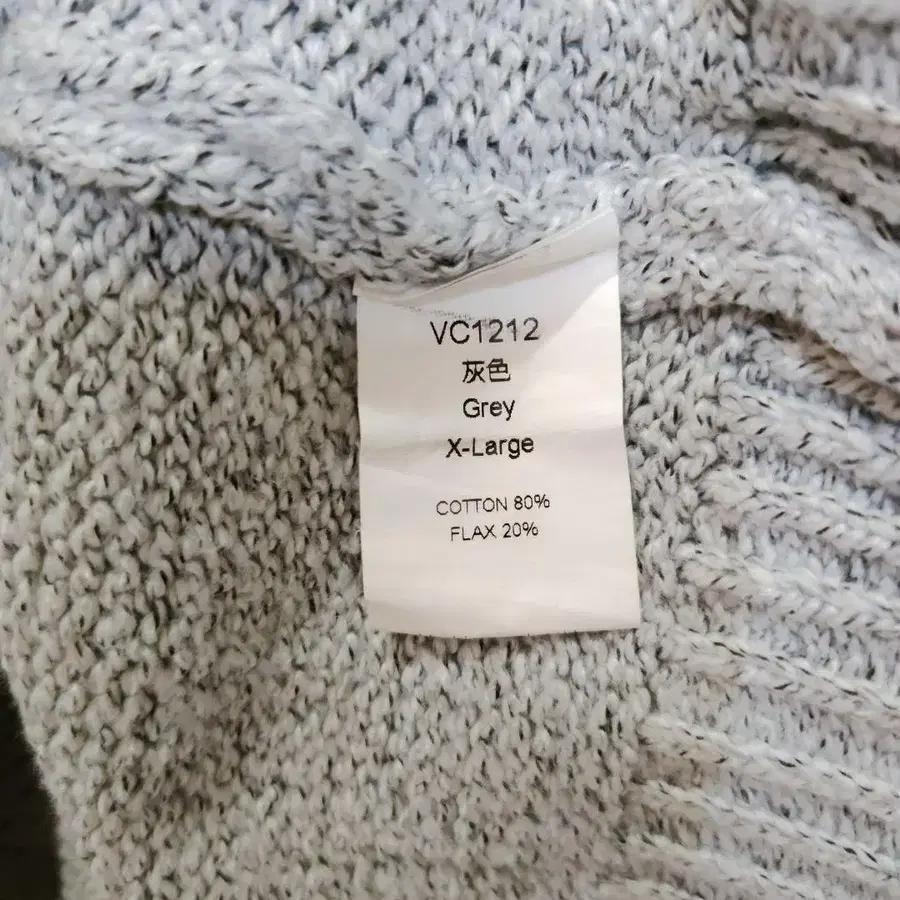 VC1212
灰色
Grey
X-Large
COTTON 80%
FLAX 20%